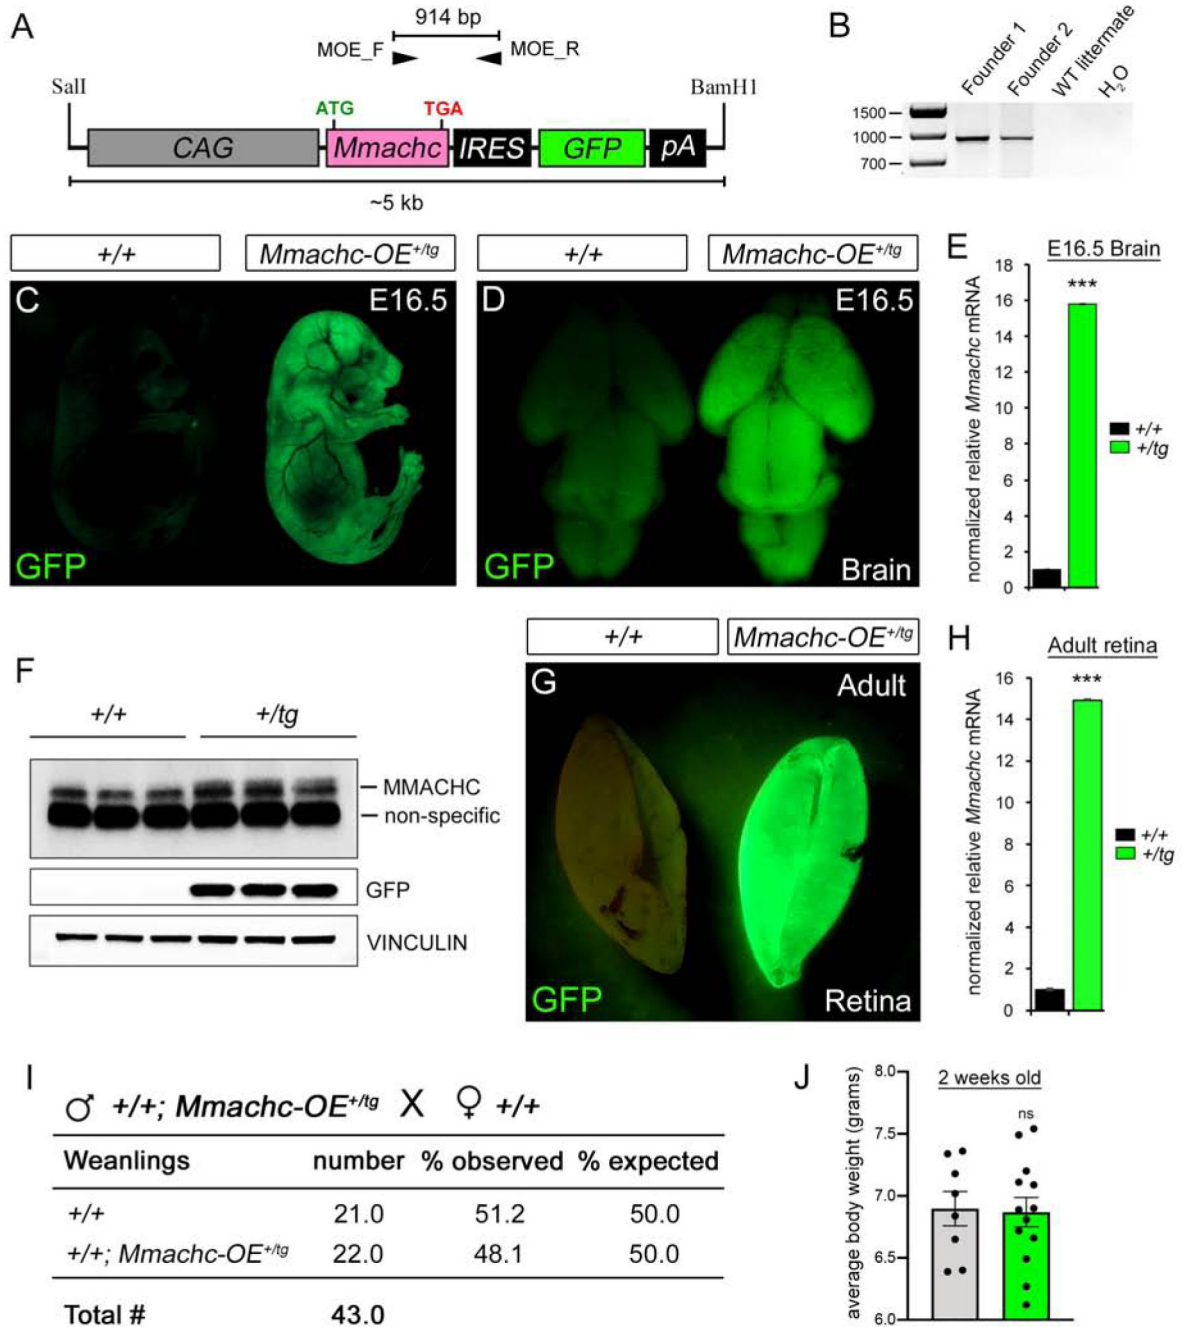 A
914 bp
MOE_F
MOE_R
SalI
BamH1
ATG
TGA
CAG
Mmachc
IRES
GFP
pA
~5 kb
B
Founder 1
Founder 2
WT littermate
H2O
1500
1000
700
+/+
Mmachc-OE+/tg
+/+
Mmachc-OE+/tg
C
E16.5
GFP
D
E16.5
GFP
Brain
E
E16.5 Brain
normalized relative Mmachc mRNA
18
16
14
12
10
8
6
4
2
0
***
+/+
+/tg
F
+/+
+/tg
MMACHC
non-specific
GFP
VINCULIN
+/+
Mmachc-OE+/tg
G
Adult
GFP
Retina
H
Adult retina
normalized relative Mmachc mRNA
16
14
12
10
8
6
4
2
0
***
+/+
+/tg
I
♂ +/+; Mmachc-OE+/tg X ♀ +/+
Weanlings number % observed % expected
+/+ 21.0 51.2 50.0
+/+; Mmachc-OE+/tg 22.0 48.1 50.0
Total # 43.0
J
2 weeks old
average body weight (grams)
8.0
7.5
7.0
6.5
6.0
ns